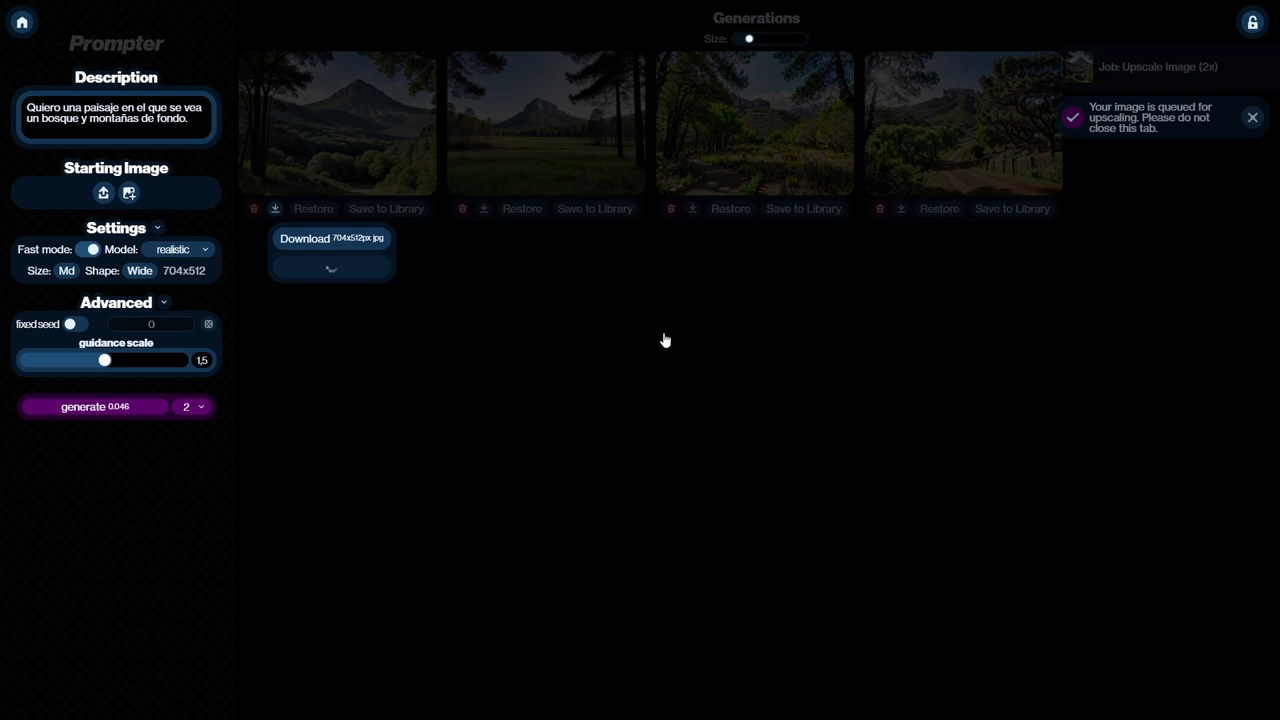 Prompter
Description
Quiero una paisaje en el que se vea
un bosque y montañas de fondo.
Starting Image
Settings
Fast mode: Model: realistic
Size: Md Shape: Wide 704x512
Advanced
fixed seed 0
guidance scale
1,5
generate 0.046 2
Generations
Size:
Restore Save to Library
Restore Save to Library
Restore Save to Library
Restore Save to Library
Download 704x512px jpg
Job: Upscale Image (2x)
Your image is queued for
upscaling. Please do not
close this tab.